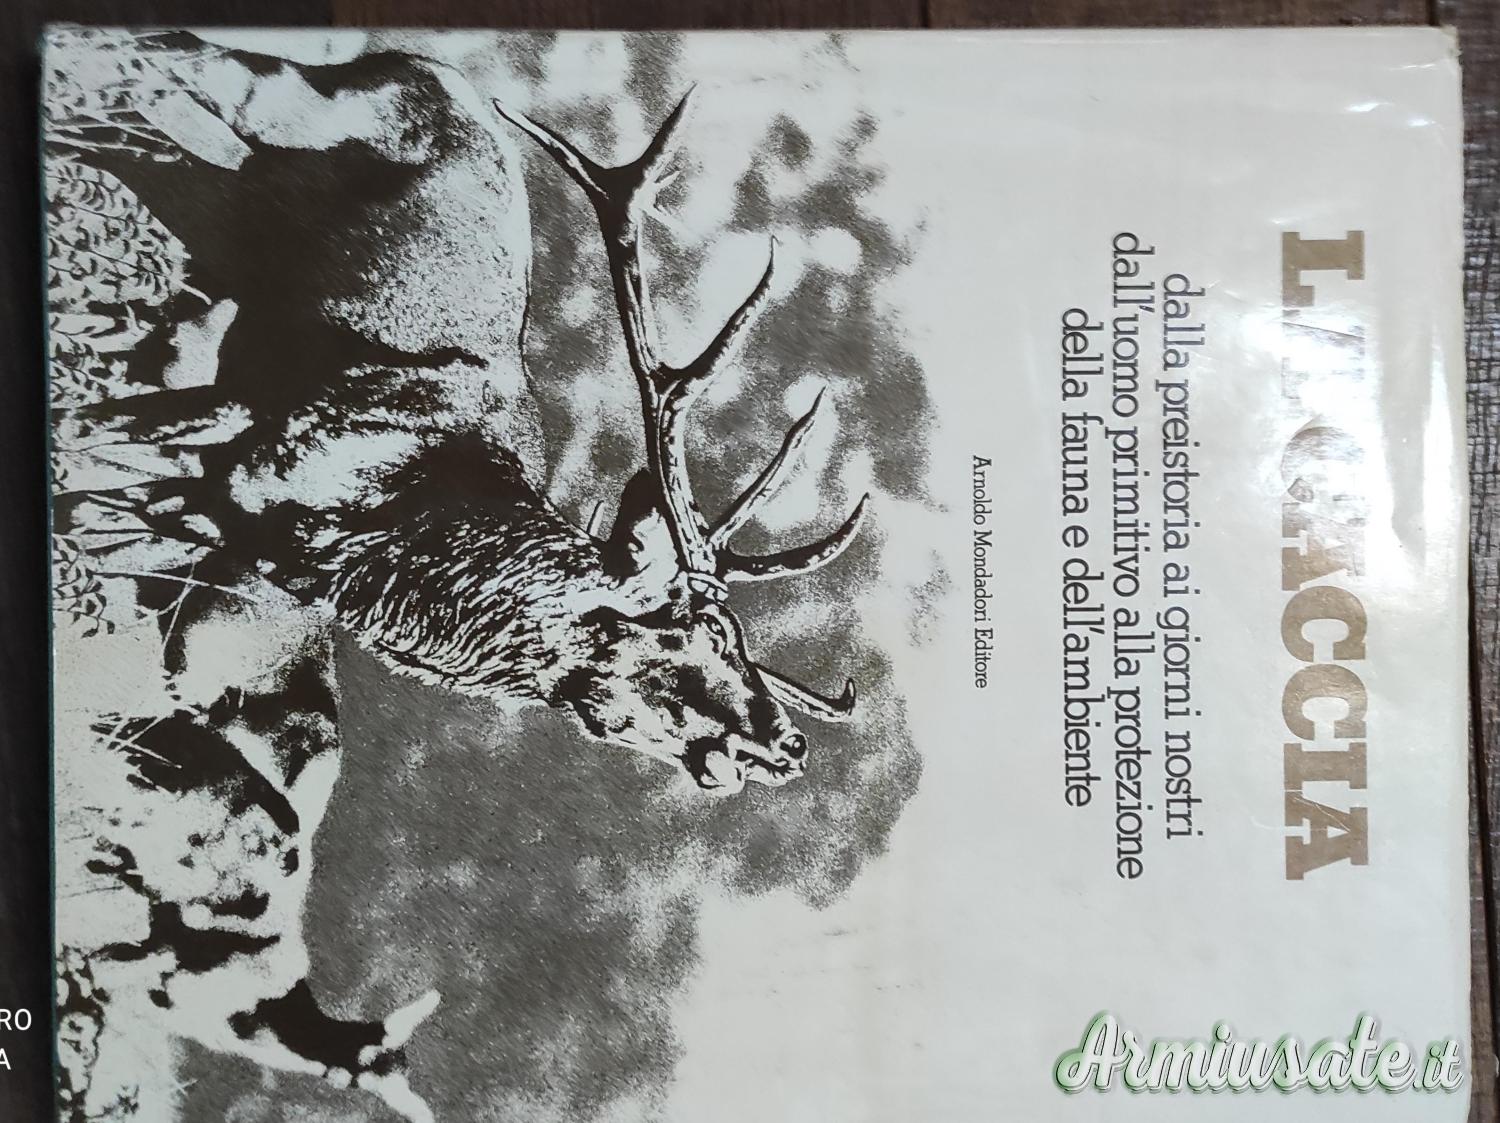 LA CACCIA
dalla preistoria ai giorni nostri
dall'uomo primitivo alla protezione
della fauna e dell'ambiente
Arnoldo Mondadori Editore
Armiusate.it
RO
A